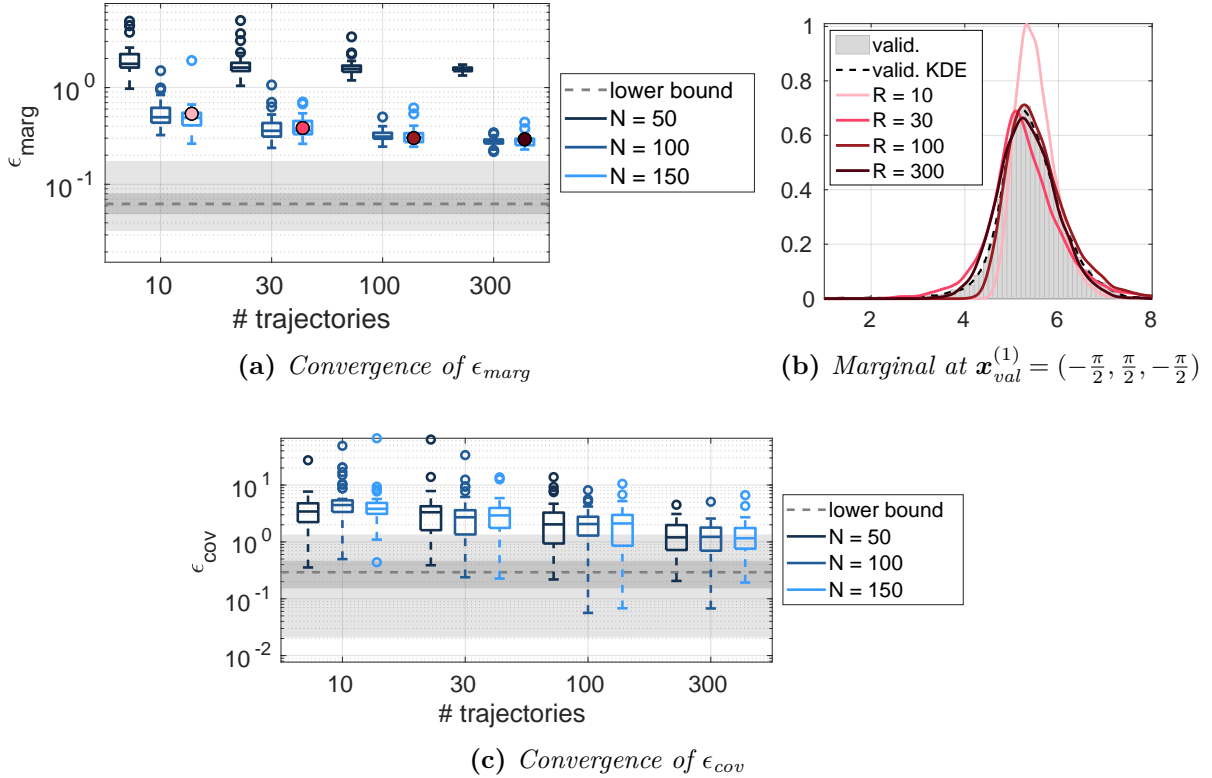 10^0
10^-1
ϵ_marg
10 30 100 300
# trajectories
lower bound
N = 50
N = 100
N = 150
(a) Convergence of ϵ_marg
1
0.8
0.6
0.4
0.2
0
valid.
valid. KDE
R = 10
R = 30
R = 100
R = 300
2 4 6 8
(b) Marginal at x_val^(1) = (−π/2, π/2, −π/2)
10^1
10^0
10^-1
10^-2
ϵ_cov
10 30 100 300
# trajectories
lower bound
N = 50
N = 100
N = 150
(c) Convergence of ϵ_cov